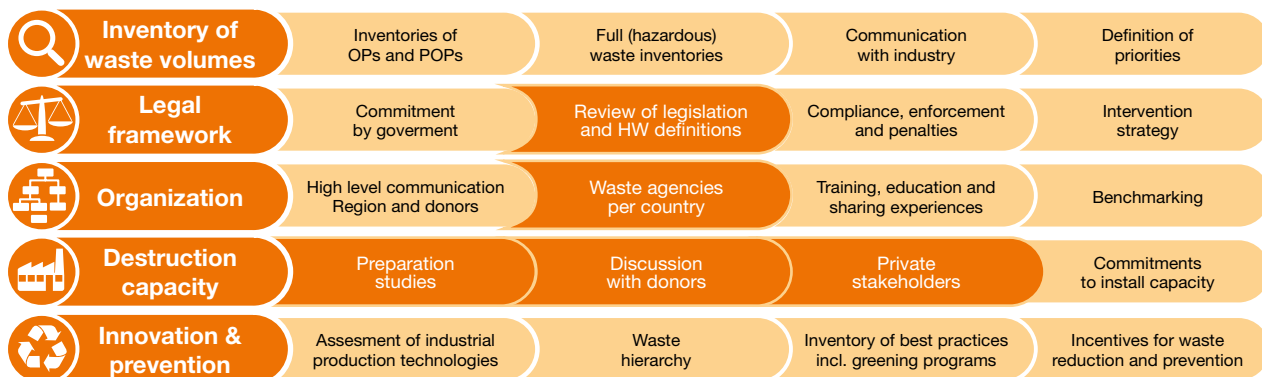 Inventory of
waste volumes
Inventories of
OPs and POPs
Full (hazardous)
waste inventories
Communication
with industry
Definition of
priorities
Legal
framework
Commitment
by goverment
Review of legislation
and HW definitions
Compliance, enforcement
and penalties
Intervention
strategy
Organization
High level communication
Region and donors
Waste agencies
per country
Training, education and
sharing experiences
Benchmarking
Destruction
capacity
Preparation
studies
Discussion
with donors
Private
stakeholders
Commitments
to install capacity
Innovation &
prevention
Assesment of industrial
production technologies
Waste
hierarchy
Inventory of best practices
incl. greening programs
Incentives for waste
reduction and prevention